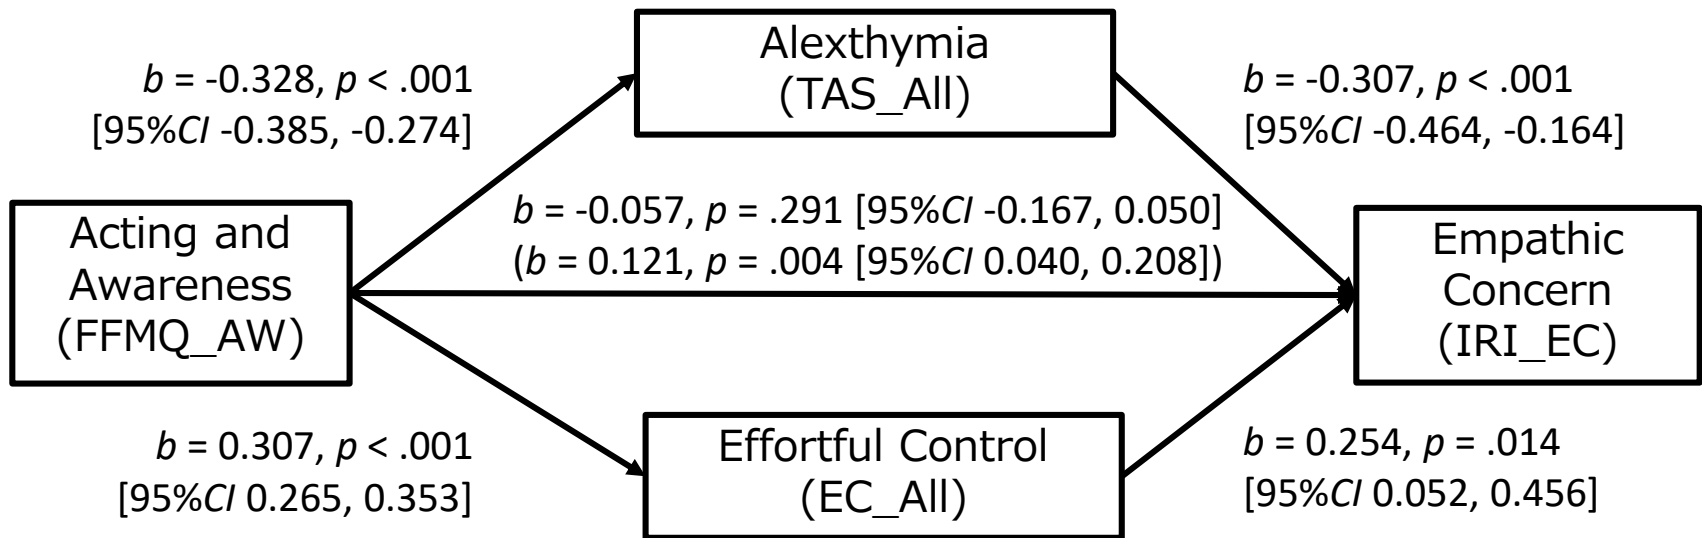 Alexthymia
(TAS_All)
b = -0.328, p < .001
[95%CI -0.385, -0.274]
b = -0.307, p < .001
[95%CI -0.464, -0.164]
Acting and
Awareness
(FFMQ_AW)
b = -0.057, p = .291 [95%CI -0.167, 0.050]
(b = 0.121, p = .004 [95%CI 0.040, 0.208])
Empathic
Concern
(IRI_EC)
b = 0.307, p < .001
[95%CI 0.265, 0.353]
Effortful Control
(EC_All)
b = 0.254, p = .014
[95%CI 0.052, 0.456]